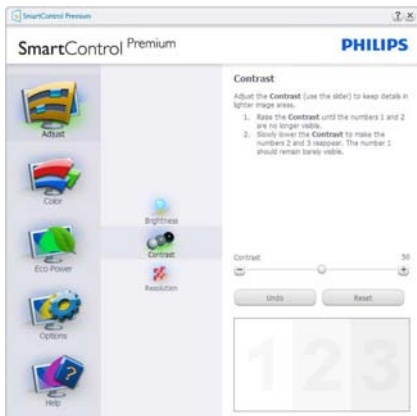 SmartControl Premium
SmartControl Premium
PHILIPS
Adjust
Color
Eco Power
Options
Help
Brightness
Contrast
Resolution
Contrast
Adjust the Contrast (use the slider) to keep details in
lighter image areas.
1. Raise the Contrast until the numbers 1 and 2
are no longer visible.
2. Slowly lower the Contrast to make the
numbers 2 and 3 reappear. The number 1
should remain barely visible.
Contrast
50
Undo
Reset
1 2 3